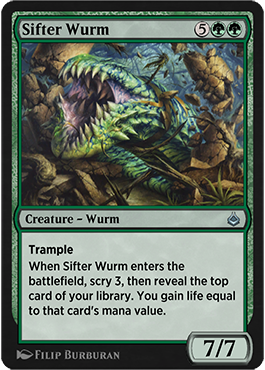 Sifter Wurm 5
Creature – Wurm
Trample
When Sifter Wurm enters the
battlefield, scry 3, then reveal the top
card of your library. You gain life equal
to that card's mana value.
7/7
Filip Burburan